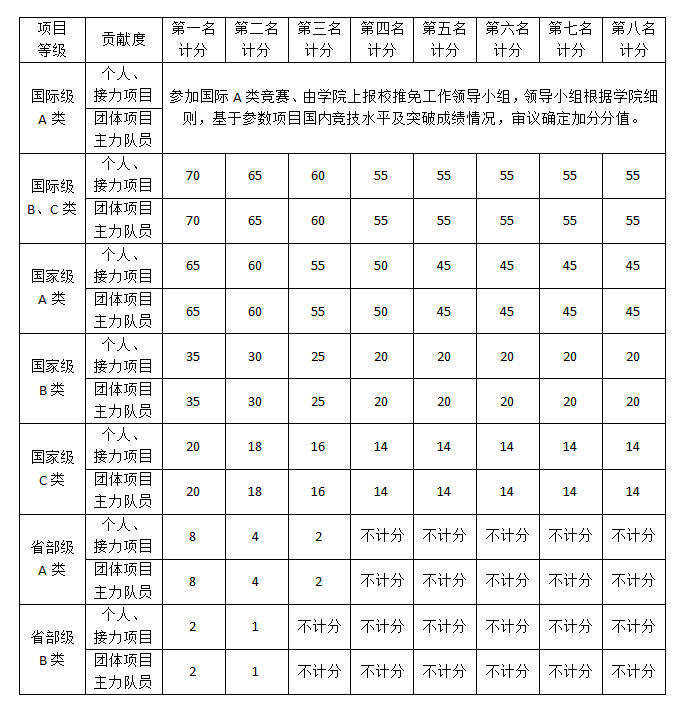 项目等级 贡献度 第一名计分 第二名计分 第三名计分 第四名计分 第五名计分 第六名计分 第七名计分 第八名计分
国际级A类 个人、接力项目 参加国际A类竞赛、由学院上报校推免工作领导小组，领导小组根据学院细
则，基于参数项目国内竞技水平及突破成绩情况，审议确定加分分值。
团体项目主力队员
国际级B、C类 个人、接力项目 70 65 60 55 55 55 55 55
团体项目主力队员 70 65 60 55 55 55 55 55
国家级A类 个人、接力项目 65 60 55 50 45 45 45 45
团体项目主力队员 65 60 55 50 45 45 45 45
国家级B类 个人、接力项目 35 30 25 20 20 20 20 20
团体项目主力队员 35 30 25 20 20 20 20 20
国家级C类 个人、接力项目 20 18 16 14 14 14 14 14
团体项目主力队员 20 18 16 14 14 14 14 14
省部级A类 个人、接力项目 8 4 2 不计分 不计分 不计分 不计分 不计分
团体项目主力队员 8 4 2 不计分 不计分 不计分 不计分 不计分
省部级B类 个人、接力项目 2 1 不计分 不计分 不计分 不计分 不计分 不计分
团体项目主力队员 2 1 不计分 不计分 不计分 不计分 不计分 不计分